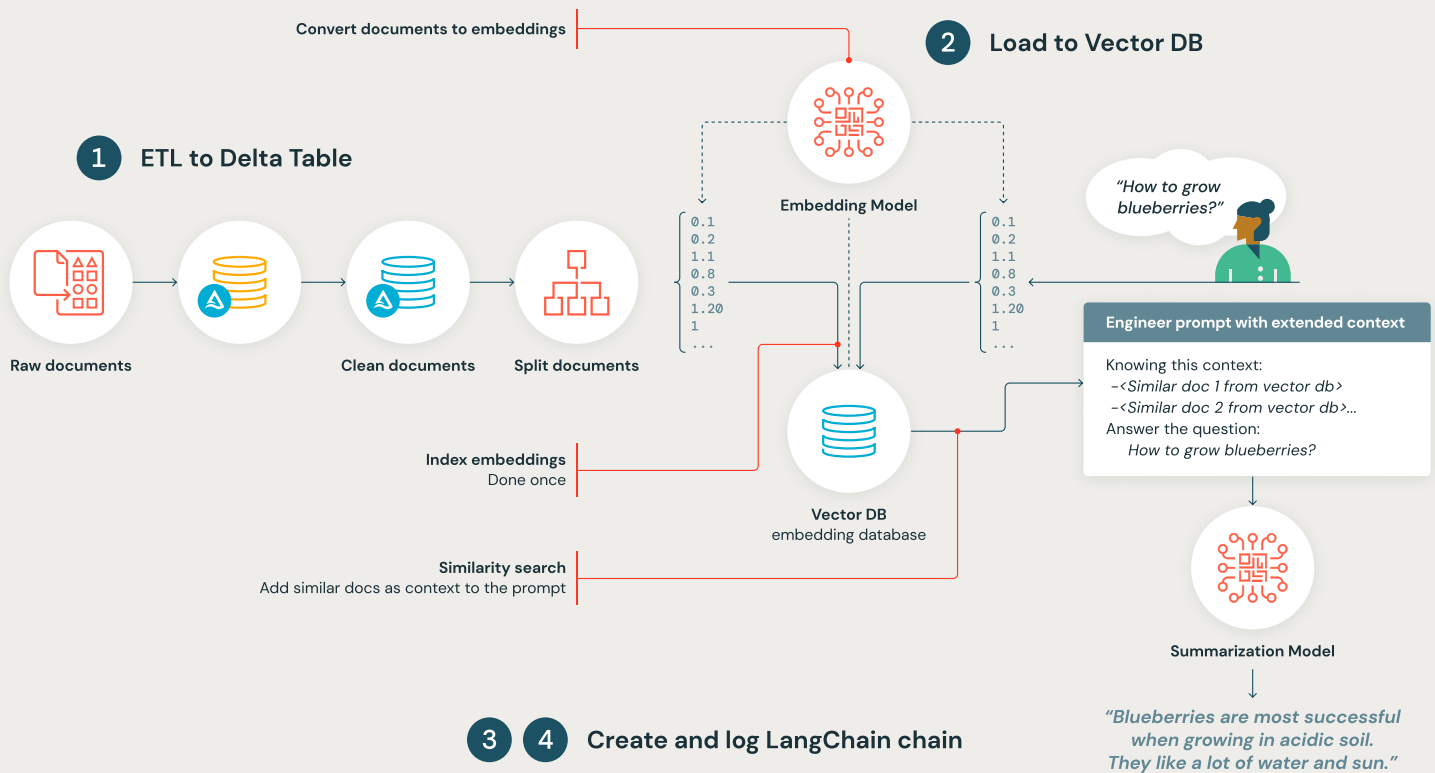 Convert documents to embeddings
2 Load to Vector DB
1 ETL to Delta Table
Embedding Model
“How to grow
blueberries?”
0.1
0.2
1.1
0.8
0.3
1.20
1
...
0.1
0.2
1.1
0.8
0.3
1.20
1
...
Raw documents
Clean documents
Split documents
Engineer prompt with extended context
Knowing this context:
-<Similar doc 1 from vector db>
-<Similar doc 2 from vector db>...
Answer the question:
How to grow blueberries?
Index embeddings
Done once
Vector DB
embedding database
Similarity search
Add similar docs as context to the prompt
Summarization Model
“Blueberries are most successful
when growing in acidic soil.
They like a lot of water and sun.”
3 4 Create and log LangChain chain